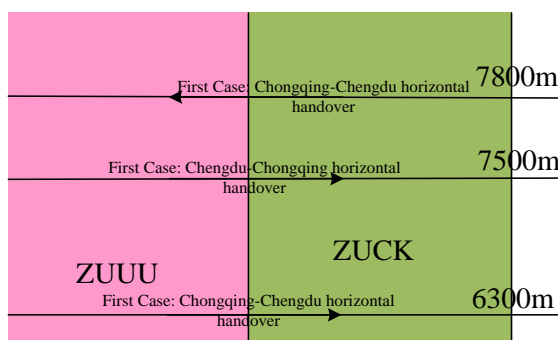 7800m
First Case: Chongqing-Chengdu horizontal
handover
7500m
First Case: Chengdu-Chongqing horizontal
handover
ZUCK
ZUUU
6300m
First Case: Chongqing-Chengdu horizontal
handover